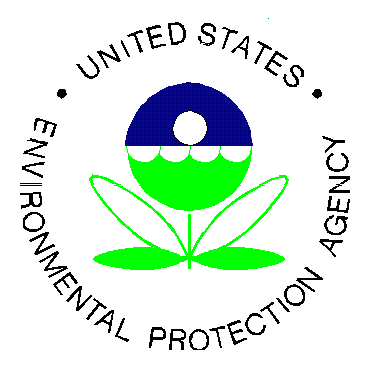 UNITED STATES
ENVIRONMENTAL PROTECTION AGENCY